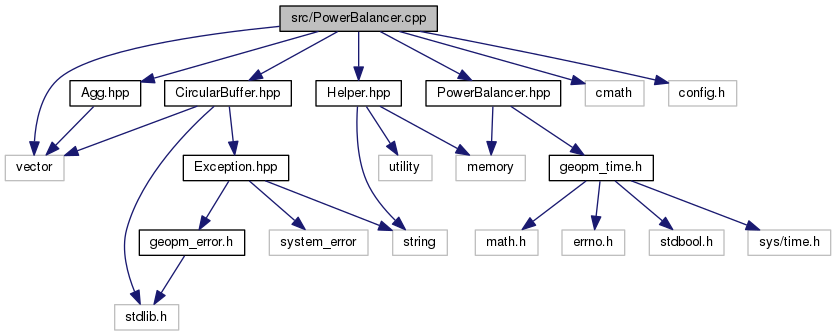 src/PowerBalancer.cpp
Agg.hpp
CircularBuffer.hpp
Helper.hpp
PowerBalancer.hpp
cmath
config.h
vector
Exception.hpp
utility
memory
geopm_time.h
geopm_error.h
system_error
string
math.h
errno.h
stdbool.h
sys/time.h
stdlib.h